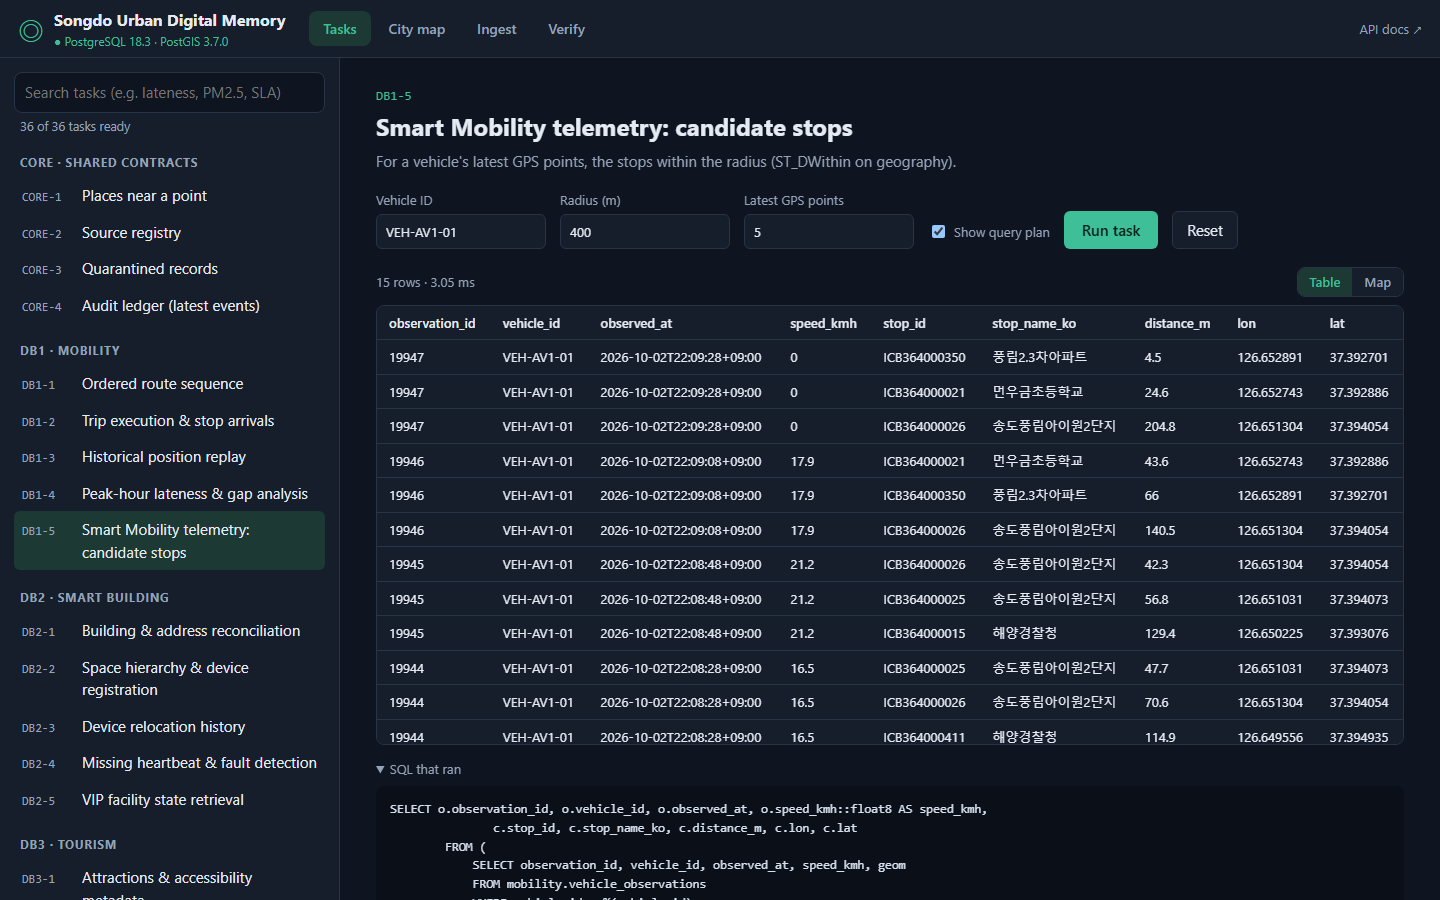 Songdo Urban Digital Memory
● PostgreSQL 18.3 · PostGIS 3.7.0
Tasks
City map
Ingest
Verify
API docs ↗
Search tasks (e.g. lateness, PM2.5, SLA)
36 of 36 tasks ready
CORE · SHARED CONTRACTS
CORE-1 Places near a point
CORE-2 Source registry
CORE-3 Quarantined records
CORE-4 Audit ledger (latest events)
DB1 · MOBILITY
DB1-1 Ordered route sequence
DB1-2 Trip execution & stop arrivals
DB1-3 Historical position replay
DB1-4 Peak-hour lateness & gap analysis
DB1-5 Smart Mobility telemetry:
candidate stops
DB2 · SMART BUILDING
DB2-1 Building & address reconciliation
DB2-2 Space hierarchy & device
registration
DB2-3 Device relocation history
DB2-4 Missing heartbeat & fault detection
DB2-5 VIP facility state retrieval
DB3 · TOURISM
DB3-1 Attractions & accessibility
DB1-5
Smart Mobility telemetry: candidate stops
For a vehicle's latest GPS points, the stops within the radius (ST_DWithin on geography).
Vehicle ID Radius (m) Latest GPS points
VEH-AV1-01 400 5 Show query plan Run task Reset
15 rows · 3.05 ms Table Map
observation_id vehicle_id observed_at speed_kmh stop_id stop_name_ko distance_m lon lat
19947 VEH-AV1-01 2026-10-02T22:09:28+09:00 0 ICB364000350 풍림2.3차아파트 4.5 126.652891 37.392701
19947 VEH-AV1-01 2026-10-02T22:09:28+09:00 0 ICB364000021 먼우금초등학교 24.6 126.652743 37.392886
19947 VEH-AV1-01 2026-10-02T22:09:28+09:00 0 ICB364000026 송도풍림아이원2단지 204.8 126.651304 37.394054
19946 VEH-AV1-01 2026-10-02T22:09:08+09:00 17.9 ICB364000021 먼우금초등학교 43.6 126.652743 37.392886
19946 VEH-AV1-01 2026-10-02T22:09:08+09:00 17.9 ICB364000350 풍림2.3차아파트 66 126.652891 37.392701
19946 VEH-AV1-01 2026-10-02T22:09:08+09:00 17.9 ICB364000026 송도풍림아이원2단지 140.5 126.651304 37.394054
19945 VEH-AV1-01 2026-10-02T22:08:48+09:00 21.2 ICB364000026 송도풍림아이원2단지 42.3 126.651304 37.394054
19945 VEH-AV1-01 2026-10-02T22:08:48+09:00 21.2 ICB364000025 송도풍림아이원2단지 56.8 126.651031 37.394073
19945 VEH-AV1-01 2026-10-02T22:08:48+09:00 21.2 ICB364000015 해양경찰청 129.4 126.650225 37.393076
19944 VEH-AV1-01 2026-10-02T22:08:28+09:00 16.5 ICB364000025 송도풍림아이원2단지 47.7 126.651031 37.394073
19944 VEH-AV1-01 2026-10-02T22:08:28+09:00 16.5 ICB364000026 송도풍림아이원2단지 70.6 126.651304 37.394054
19944 VEH-AV1-01 2026-10-02T22:08:28+09:00 16.5 ICB364000411 해양경찰청 114.9 126.649556 37.394935
▼ SQL that ran
SELECT o.observation_id, o.vehicle_id, o.observed_at, o.speed_kmh::float8 AS speed_kmh,
c.stop_id, c.stop_name_ko, c.distance_m, c.lon, c.lat
FROM (
SELECT observation_id, vehicle_id, observed_at, speed_kmh, geom
FROM mobility.vehicle_observations